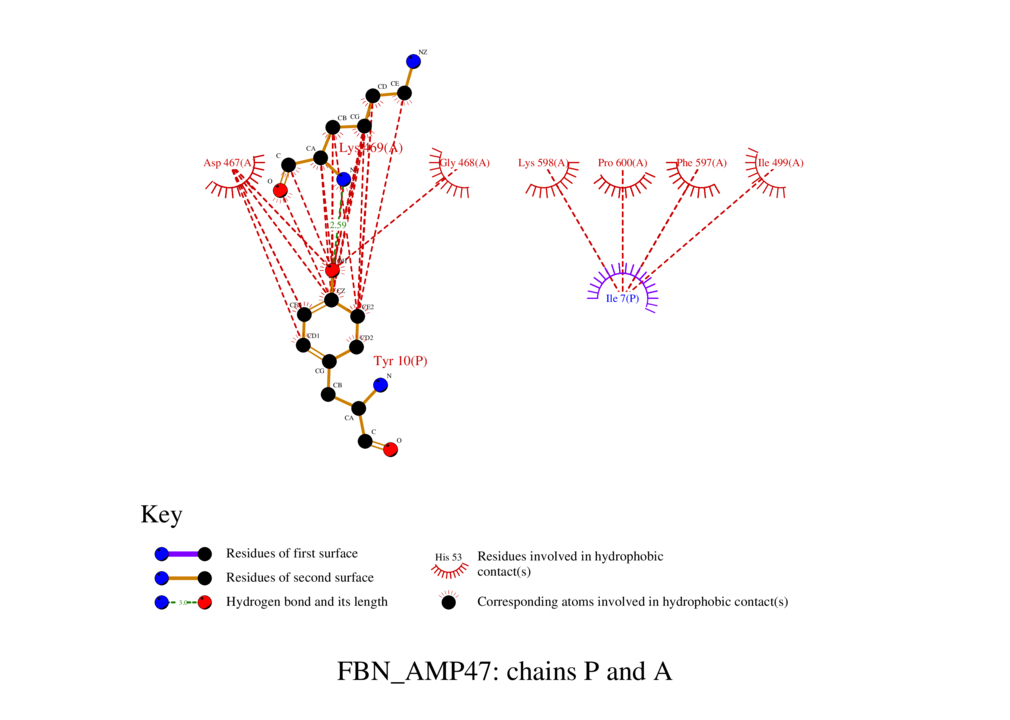 NZ
CD CE
CB CG
CA
Lys 469(A)
C
Asp 467(A)
Gly 468(A)
Lys 598(A)
Pro 600(A)
Phe 597(A)
Ile 499(A)
O
2.59
CZ
Ile 7(P)
CE2
CD1
CD2
Tyr 10(P)
CG
N
CB
CA
C
O
Key
Residues of first surface
Residues of second surface
3.0
Hydrogen bond and its length
His 53
Residues involved in hydrophobic
contact(s)
Corresponding atoms involved in hydrophobic contact(s)
FBN_AMP47: chains P and A